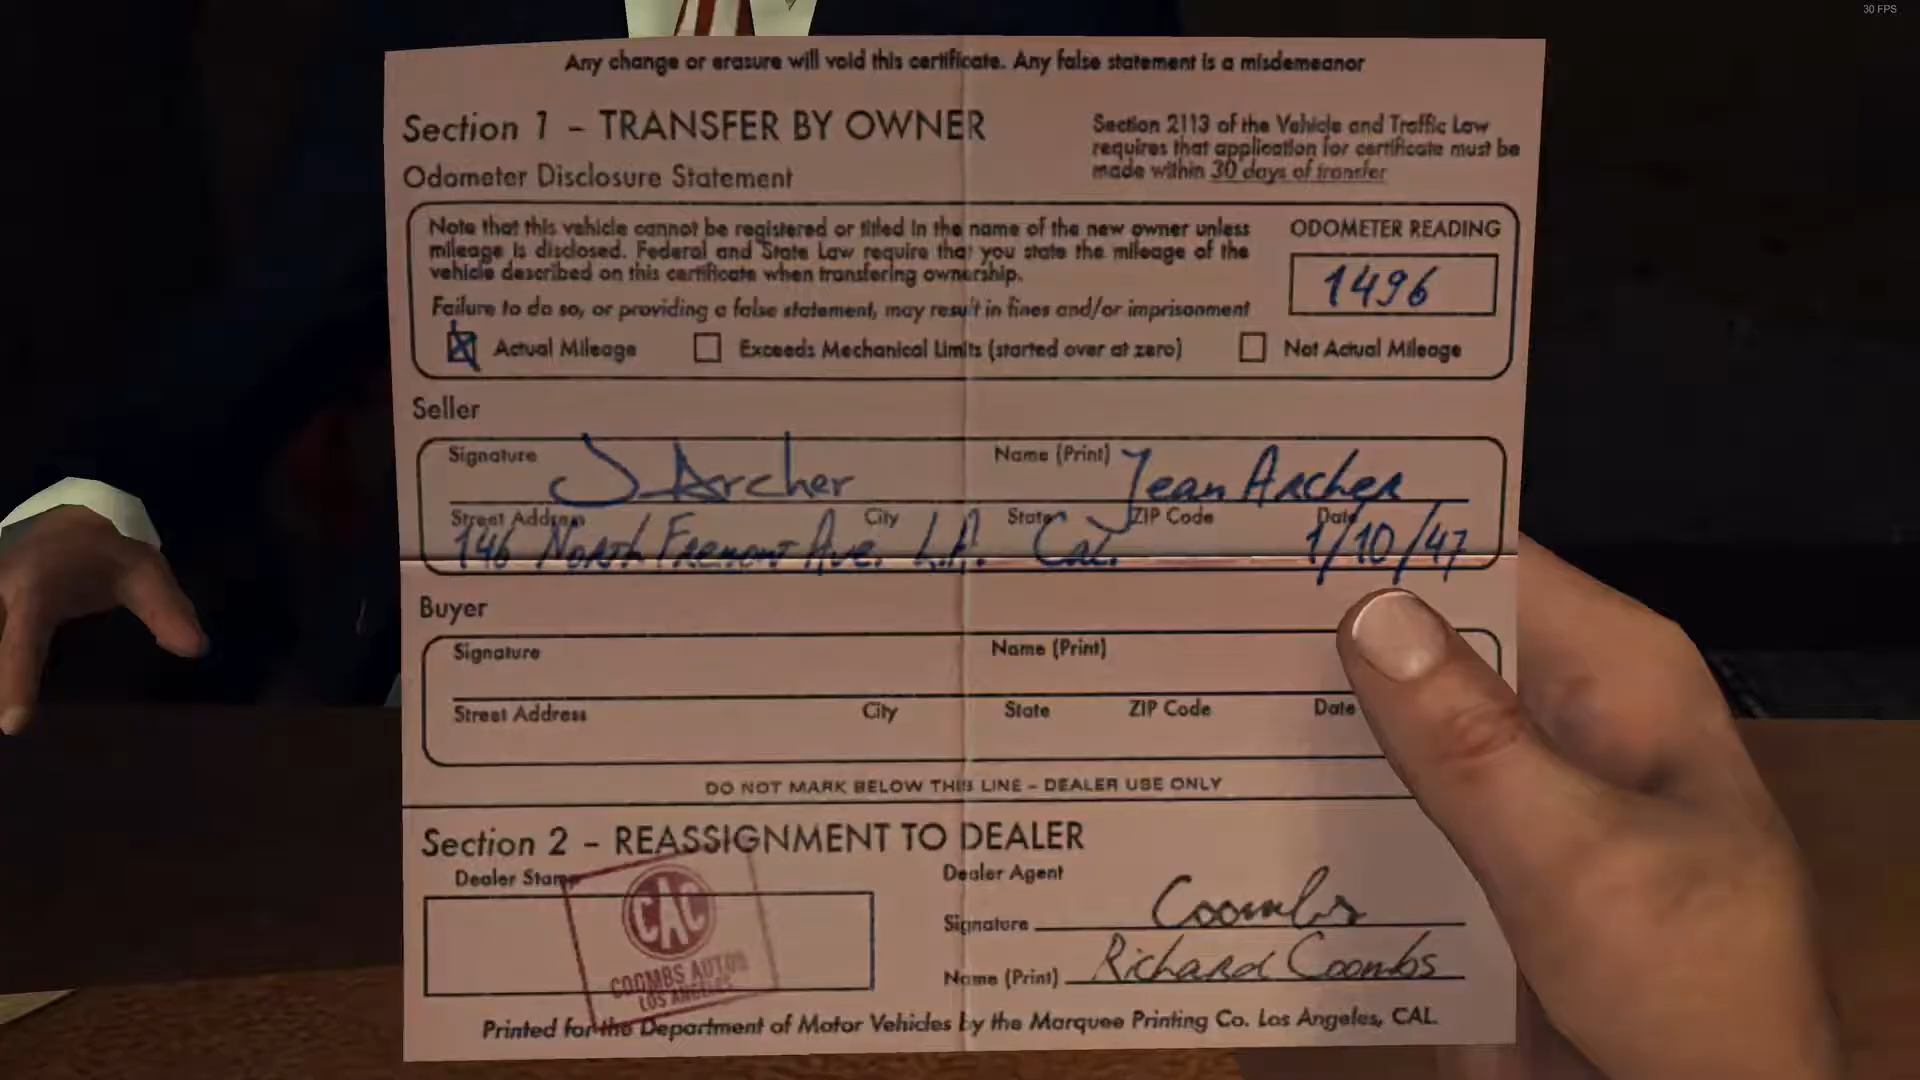 30 FPS
Any change or erasure will void this certificate. Any false statement is a misdemeanor
Section 1 – TRANSFER BY OWNER
Odometer Disclosure Statement
Section 2113 of the Vehicle and Traffic Law
requires that application for certificate must be
made within 30 days of transfer
Note that this vehicle cannot be registered or titled in the name of the new owner unless
mileage is disclosed. Federal and State Law require that you state the mileage of the
vehicle described on this certificate when transfering ownership.
Failure to do so, or providing a false statement, may result in fines and/or imprisonment
ODOMETER READING
1496
Actual Mileage
Exceeds Mechanical Limits (started over at zero)
Not Actual Mileage
Seller
Signature J Archer
Name (Print) Jean Archer
Street Address City State ZIP Code Date
146 North Fremont Ave. L.A. Cal. 1/10/47
Buyer
Signature
Name (Print)
Street Address City State ZIP Code Date
DO NOT MARK BELOW THIS LINE – DEALER USE ONLY
Section 2 – REASSIGNMENT TO DEALER
Dealer Stamp
CAC
COOMBS AUTOS
LOS ANGELES
Dealer Agent
Signature Coombs
Name (Print) Richard Coombs
Printed for the Department of Motor Vehicles by the Marquee Printing Co. Los Angeles, CAL.